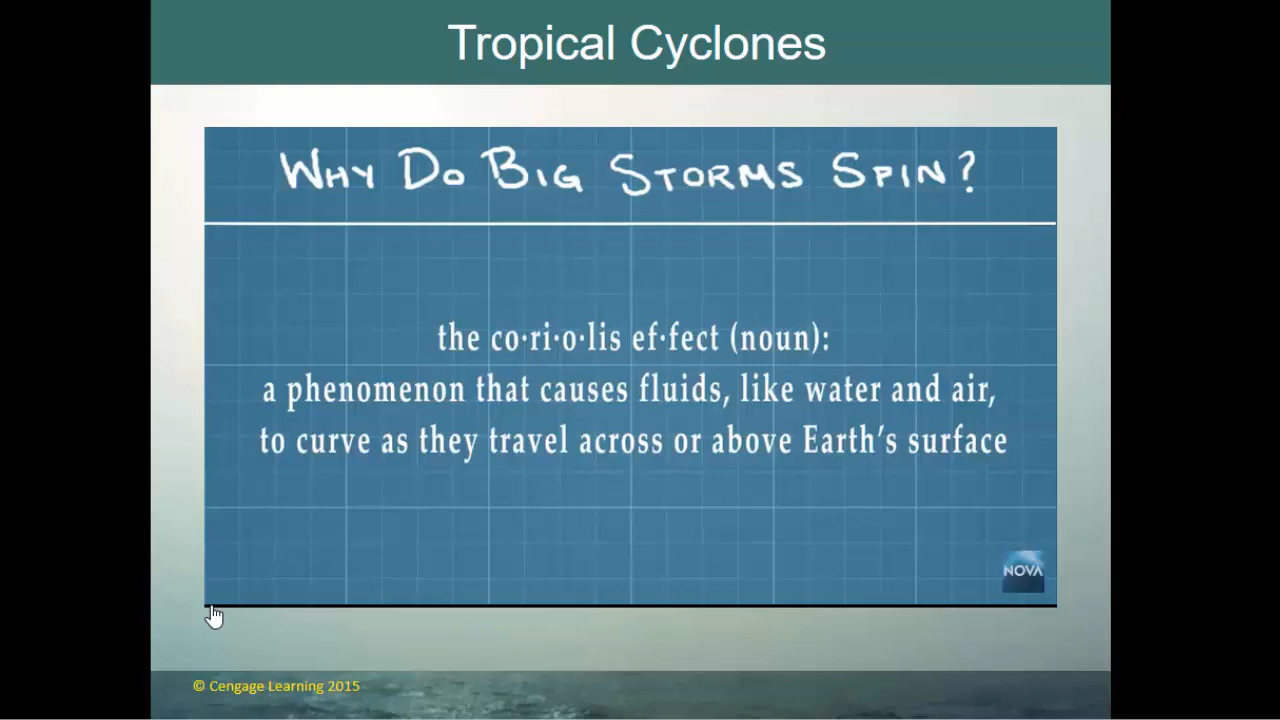 Tropical Cyclones
WHY DO BIG STORMS SPIN?
the co·ri·o·lis ef·fect (noun):
a phenomenon that causes fluids, like water and air,
to curve as they travel across or above Earth’s surface
NOVA
© Cengage Learning 2015